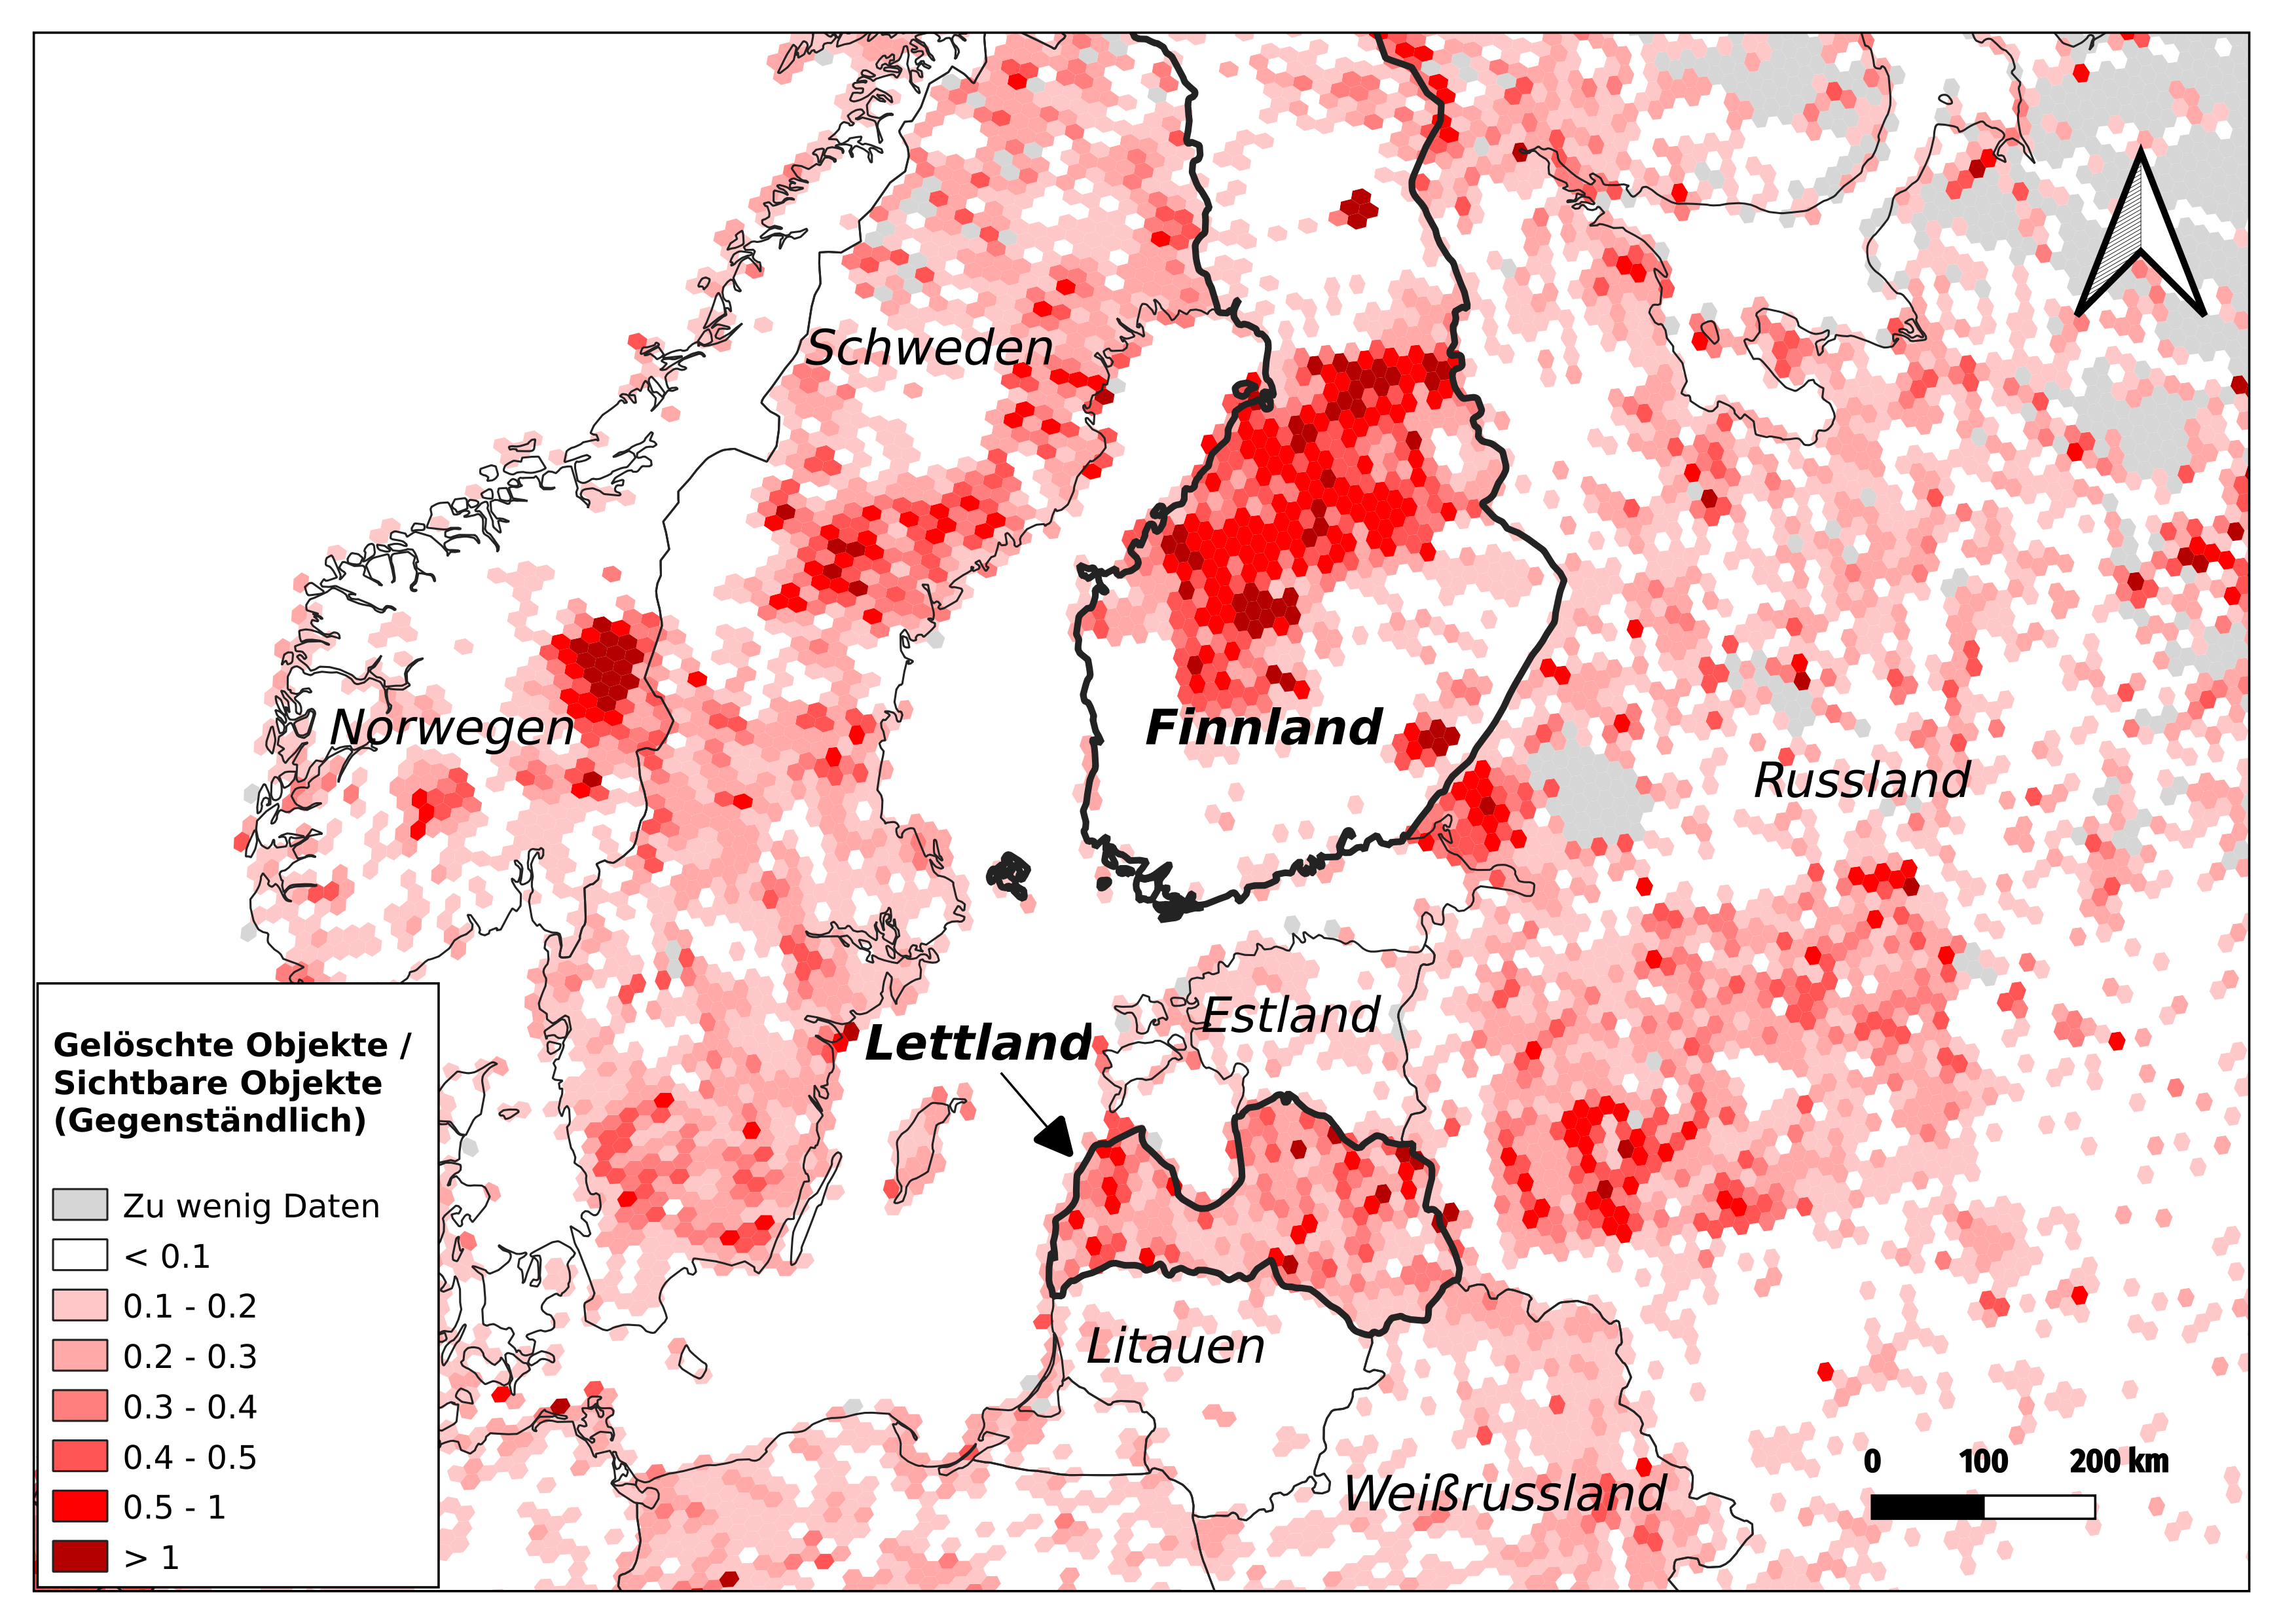 Schweden
Norwegen
Finnland
Russland
Estland
Lettland
Litauen
Weißrussland
Gelöschte Objekte /
Sichtbare Objekte
(Gegenständlich)
Zu wenig Daten
< 0.1
0.1 - 0.2
0.2 - 0.3
0.3 - 0.4
0.4 - 0.5
0.5 - 1
> 1
0 100 200 km